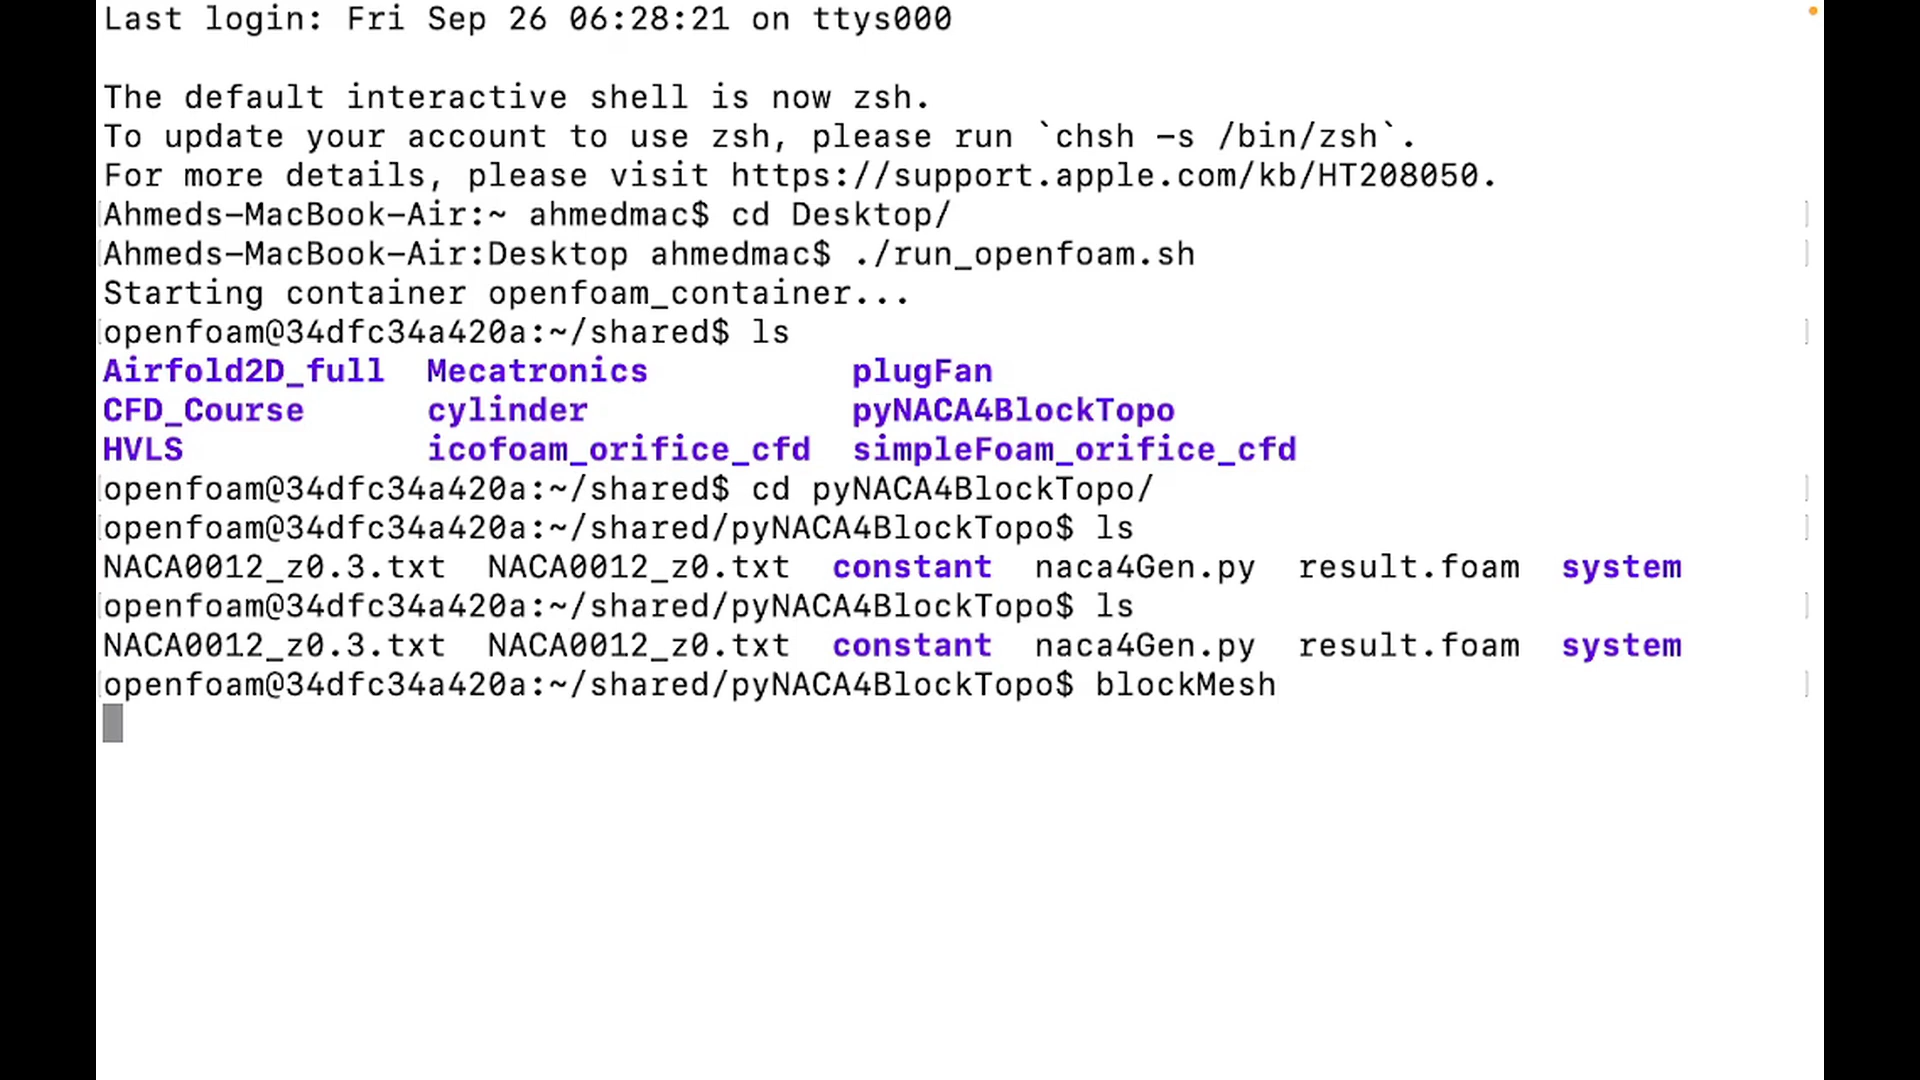 Last login: Fri Sep 26 06:28:21 on ttys000
The default interactive shell is now zsh.
To update your account to use zsh, please run `chsh -s /bin/zsh`.
For more details, please visit https://support.apple.com/kb/HT208050.
Ahmeds-MacBook-Air:~ ahmedmac$ cd Desktop/
Ahmeds-MacBook-Air:Desktop ahmedmac$ ./run_openfoam.sh
Starting container openfoam_container...
openfoam@34dfc34a420a:~/shared$ ls
Airfold2D_full  Mecatronics          plugFan
CFD_Course      cylinder             pyNACA4BlockTopo
HVLS            icofoam_orifice_cfd  simpleFoam_orifice_cfd
openfoam@34dfc34a420a:~/shared$ cd pyNACA4BlockTopo/
openfoam@34dfc34a420a:~/shared/pyNACA4BlockTopo$ ls
NACA0012_z0.3.txt  NACA0012_z0.txt  constant  naca4Gen.py  result.foam  system
openfoam@34dfc34a420a:~/shared/pyNACA4BlockTopo$ ls
NACA0012_z0.3.txt  NACA0012_z0.txt  constant  naca4Gen.py  result.foam  system
openfoam@34dfc34a420a:~/shared/pyNACA4BlockTopo$ blockMesh